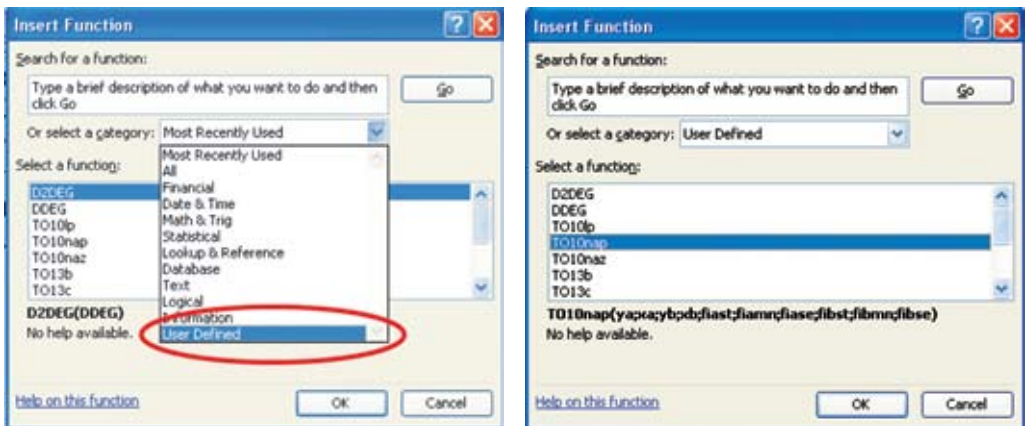 Insert Function
Search for a function:
Type a brief description of what you want to do and then
click Go
Go
Or select a category: Most Recently Used
Most Recently Used
All
Financial
Date & Time
Math & Trig
Statistical
Lookup & Reference
Database
Text
Logical
Information
User Defined
Select a function:
D2DEG
DDEG
TO10lp
TO10nap
TO10naz
TO13b
TO13c
D2DEG(DDEG)
No help available.
Help on this function
OK
Cancel
Insert Function
Search for a function:
Type a brief description of what you want to do and then
click Go
Go
Or select a category: User Defined
Select a function:
D2DEG
DDEG
TO10lp
TO10nap
TO10naz
TO13b
TO13c
TO10nap(ya;xa;yb;xb;fiast;fiamn;fiase;fibst;fibmn;fibse)
No help available.
Help on this function
OK
Cancel